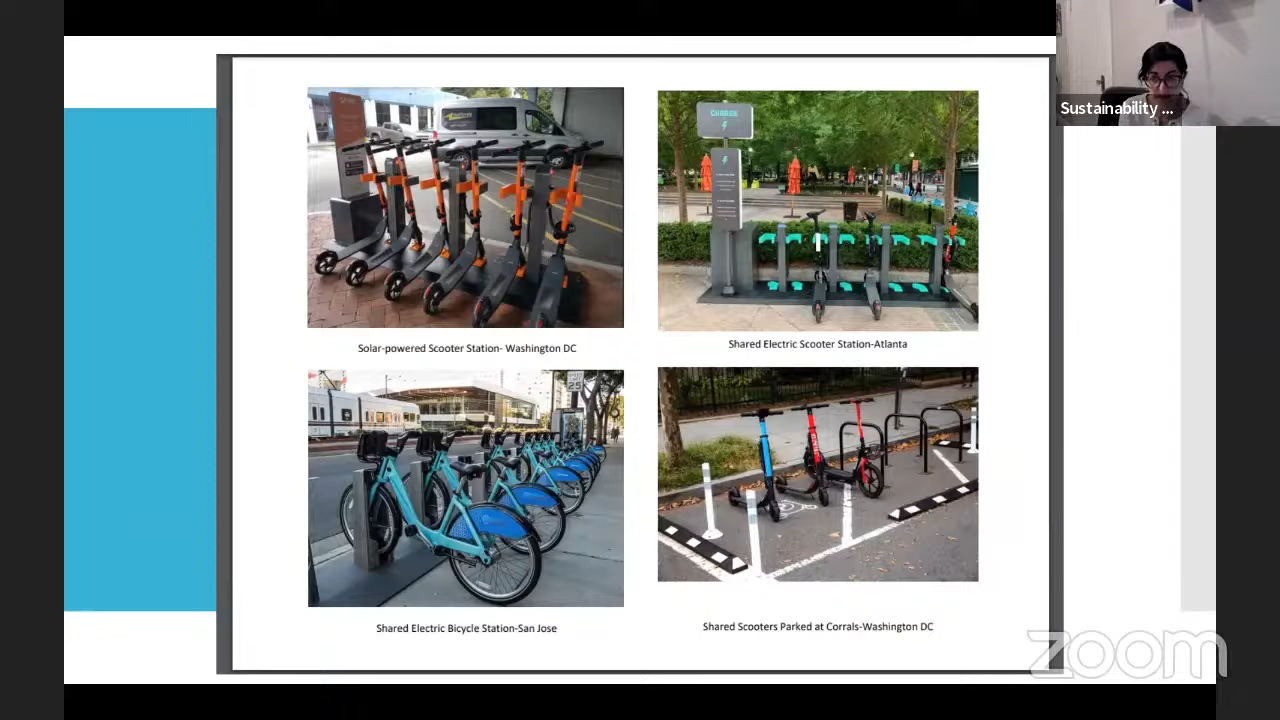 Sustainability ...
CHARGE
Solar-powered Scooter Station- Washington DC
Shared Electric Scooter Station-Atlanta
25
Shared Electric Bicycle Station-San Jose
Shared Scooters Parked at Corrals-Washington DC
zoom